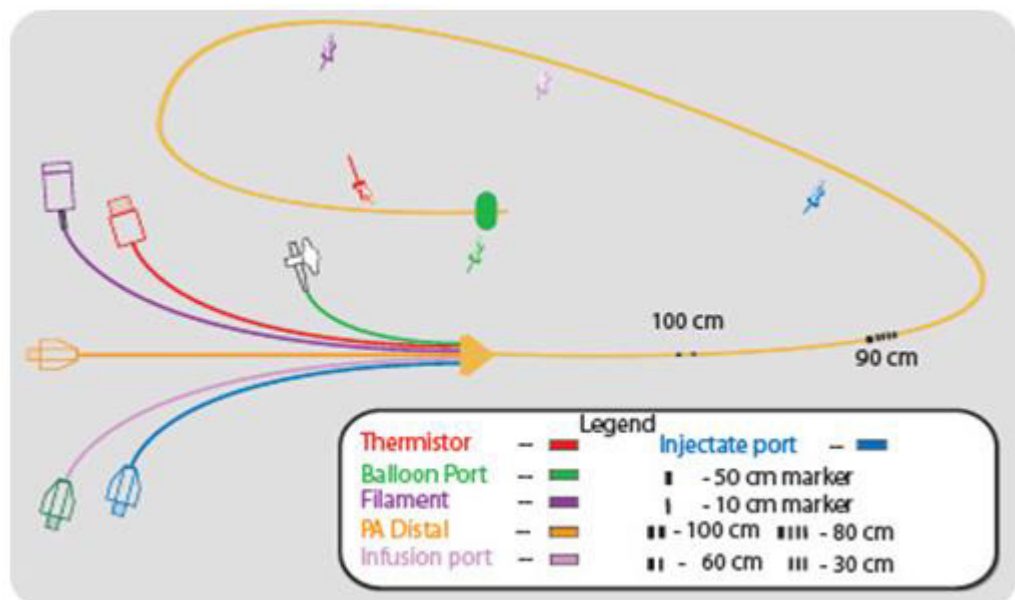 100 cm
90 cm
Legend
Thermistor -- Injectate port --
Balloon Port -- - 50 cm marker
Filament -- - 10 cm marker
PA Distal -- - 100 cm - 80 cm
Infusion port -- - 60 cm - 30 cm